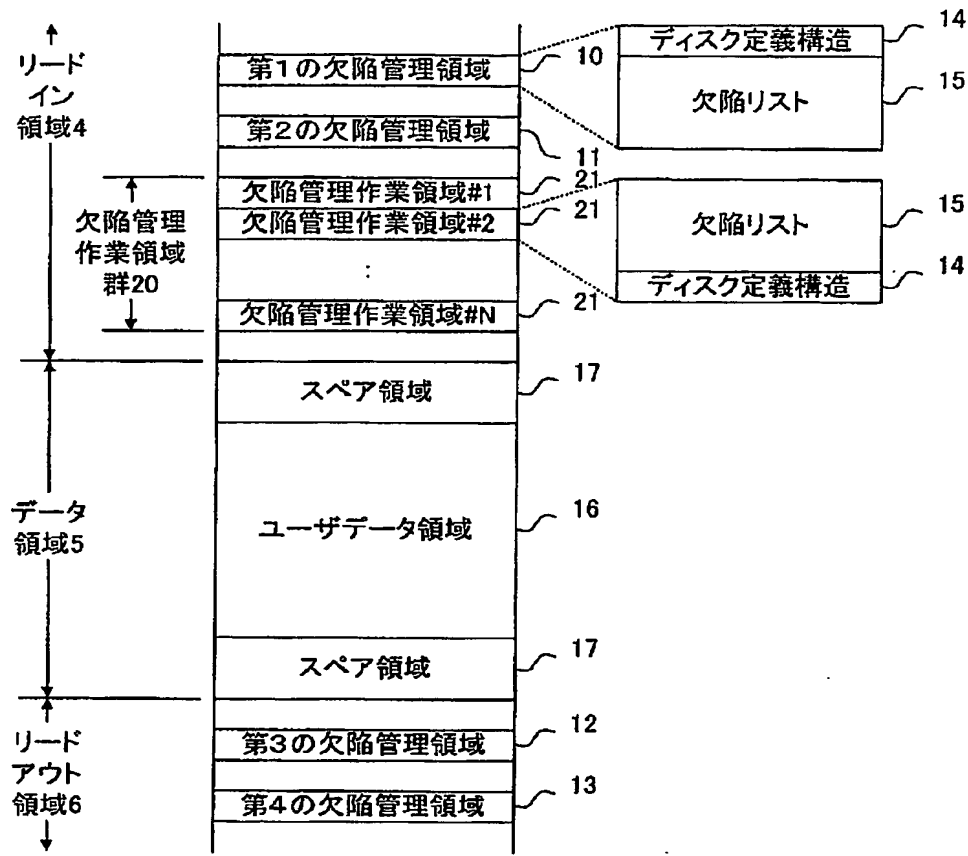 リード
イン
領域4
第1の欠陥管理領域
10
ディスク定義構造
14
欠陥リスト
15
第2の欠陥管理領域
11
欠陥管理
作業領域
群20
欠陥管理作業領域#1
21
欠陥管理作業領域#2
21
:
欠陥管理作業領域#N
21
欠陥リスト
15
ディスク定義構造
14
データ
領域5
スペア領域
17
ユーザデータ領域
16
スペア領域
17
リード
アウト
領域6
第3の欠陥管理領域
12
第4の欠陥管理領域
13